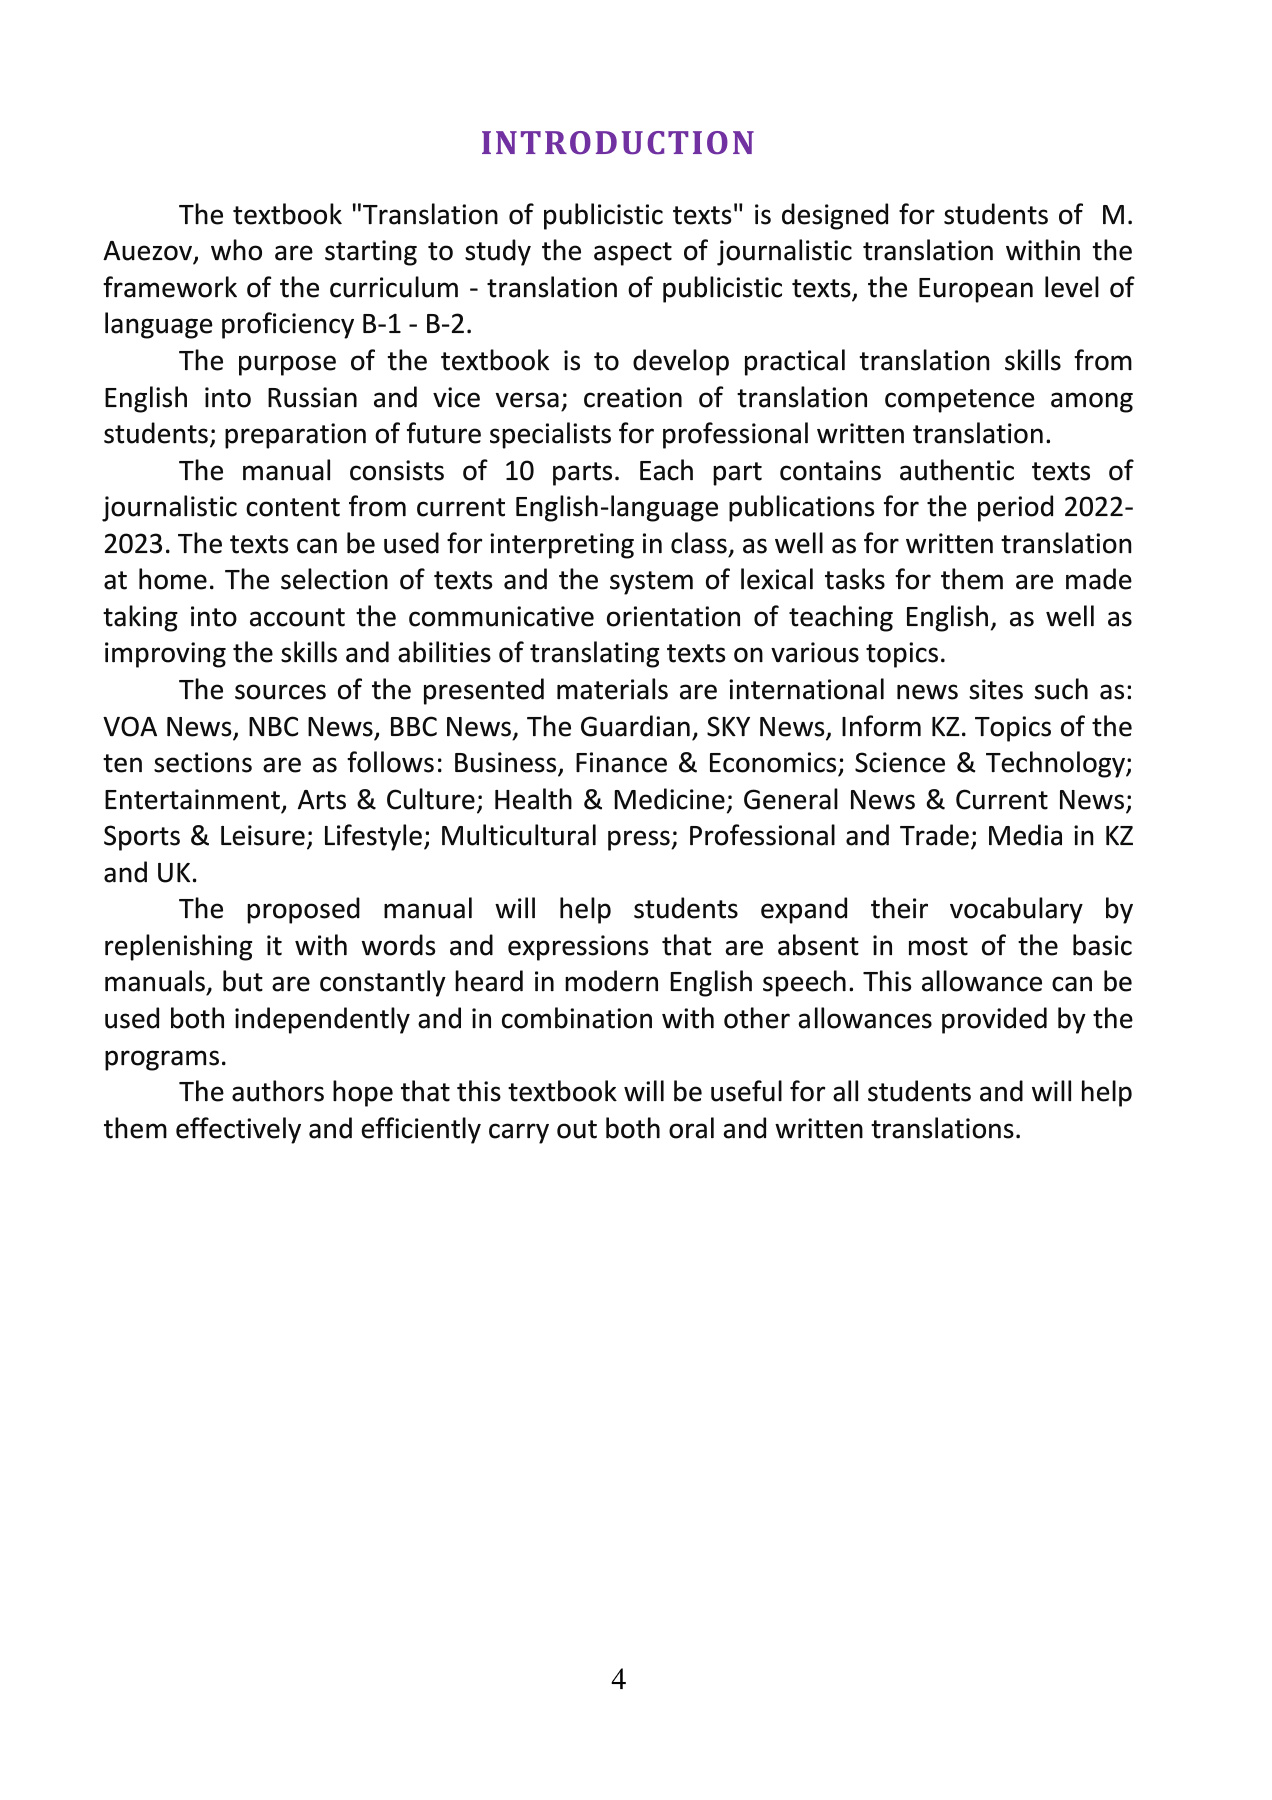 INTRODUCTION
The textbook "Translation of publicistic texts" is designed for students of M.
Auezov, who are starting to study the aspect of journalistic translation within the
framework of the curriculum - translation of publicistic texts, the European level of
language proficiency B-1 - B-2.
The purpose of the textbook is to develop practical translation skills from
English into Russian and vice versa; creation of translation competence among
students; preparation of future specialists for professional written translation.
The manual consists of 10 parts. Each part contains authentic texts of
journalistic content from current English-language publications for the period 2022-
2023. The texts can be used for interpreting in class, as well as for written translation
at home. The selection of texts and the system of lexical tasks for them are made
taking into account the communicative orientation of teaching English, as well as
improving the skills and abilities of translating texts on various topics.
The sources of the presented materials are international news sites such as:
VOA News, NBC News, BBC News, The Guardian, SKY News, Inform KZ. Topics of the
ten sections are as follows: Business, Finance & Economics; Science & Technology;
Entertainment, Arts & Culture; Health & Medicine; General News & Current News;
Sports & Leisure; Lifestyle; Multicultural press; Professional and Trade; Media in KZ
and UK.
The proposed manual will help students expand their vocabulary by
replenishing it with words and expressions that are absent in most of the basic
manuals, but are constantly heard in modern English speech. This allowance can be
used both independently and in combination with other allowances provided by the
programs.
The authors hope that this textbook will be useful for all students and will help
them effectively and efficiently carry out both oral and written translations.
4